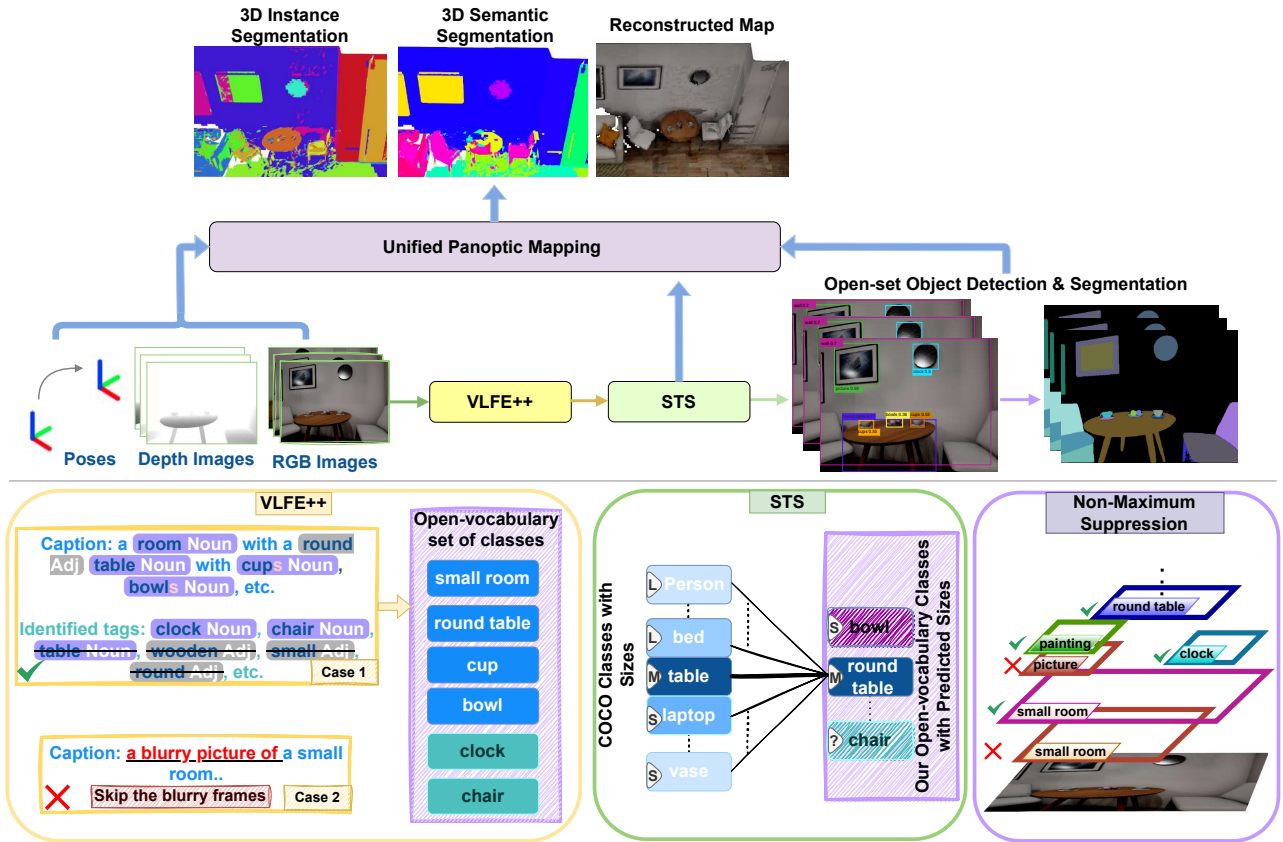 3D Instance
Segmentation
3D Semantic
Segmentation
Reconstructed Map
Unified Panoptic Mapping
Open-set Object Detection & Segmentation
VLFE++
STS
Poses
Depth Images
RGB Images
VLFE++
Caption: a room Noun with a round
Adj table Noun with cups Noun,
bowls Noun, etc.
Identified tags: clock Noun, chair Noun,
table Noun, wooden Adj, small Adj,
round Adj, etc.
Case 1
Caption: a blurry picture of a small
room..
Skip the blurry frames
Case 2
Open-vocabulary
set of classes
small room
round table
cup
bowl
clock
chair
STS
COCO Classes with
Sizes
L Person
L bed
M table
S laptop
S vase
S bowl
M round
table
? chair
Our Open-vocabulary Classes
with Predicted Sizes
Non-Maximum
Suppression
round table
painting
clock
picture
small room
small room